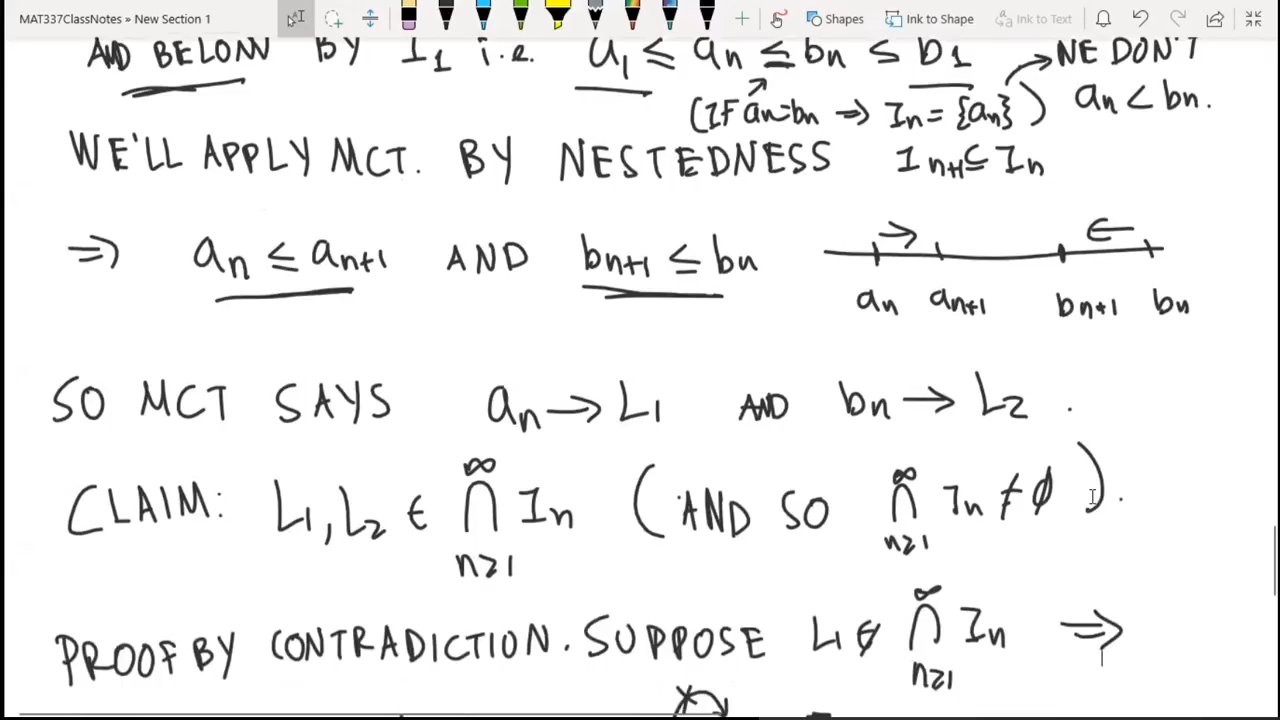 MAT337ClassNotes » New Section 1 Shapes Ink to Shape Ink to Text
AND BELOW BY I₁ i.e. a₁ ≤ aₙ ≤ bₙ ≤ b₁ WE DON'T
(IF aₙ=bₙ ⇒ Iₙ = {aₙ}) aₙ < bₙ.
WE'LL APPLY MCT. BY NESTEDNESS Iₙ₊₁ ⊆ Iₙ
⇒ aₙ ≤ aₙ₊₁ AND bₙ₊₁ ≤ bₙ
aₙ aₙ₊₁ bₙ₊₁ bₙ
SO MCT SAYS aₙ → L₁ AND bₙ → L₂.
CLAIM: L₁, L₂ ∈ ⋂_{n≥1}^∞ Iₙ (AND SO ⋂_{n≥1}^∞ Iₙ ≠ ∅).
PROOF BY CONTRADICTION. SUPPOSE L₁ ∉ ⋂_{n≥1}^∞ Iₙ ⇒